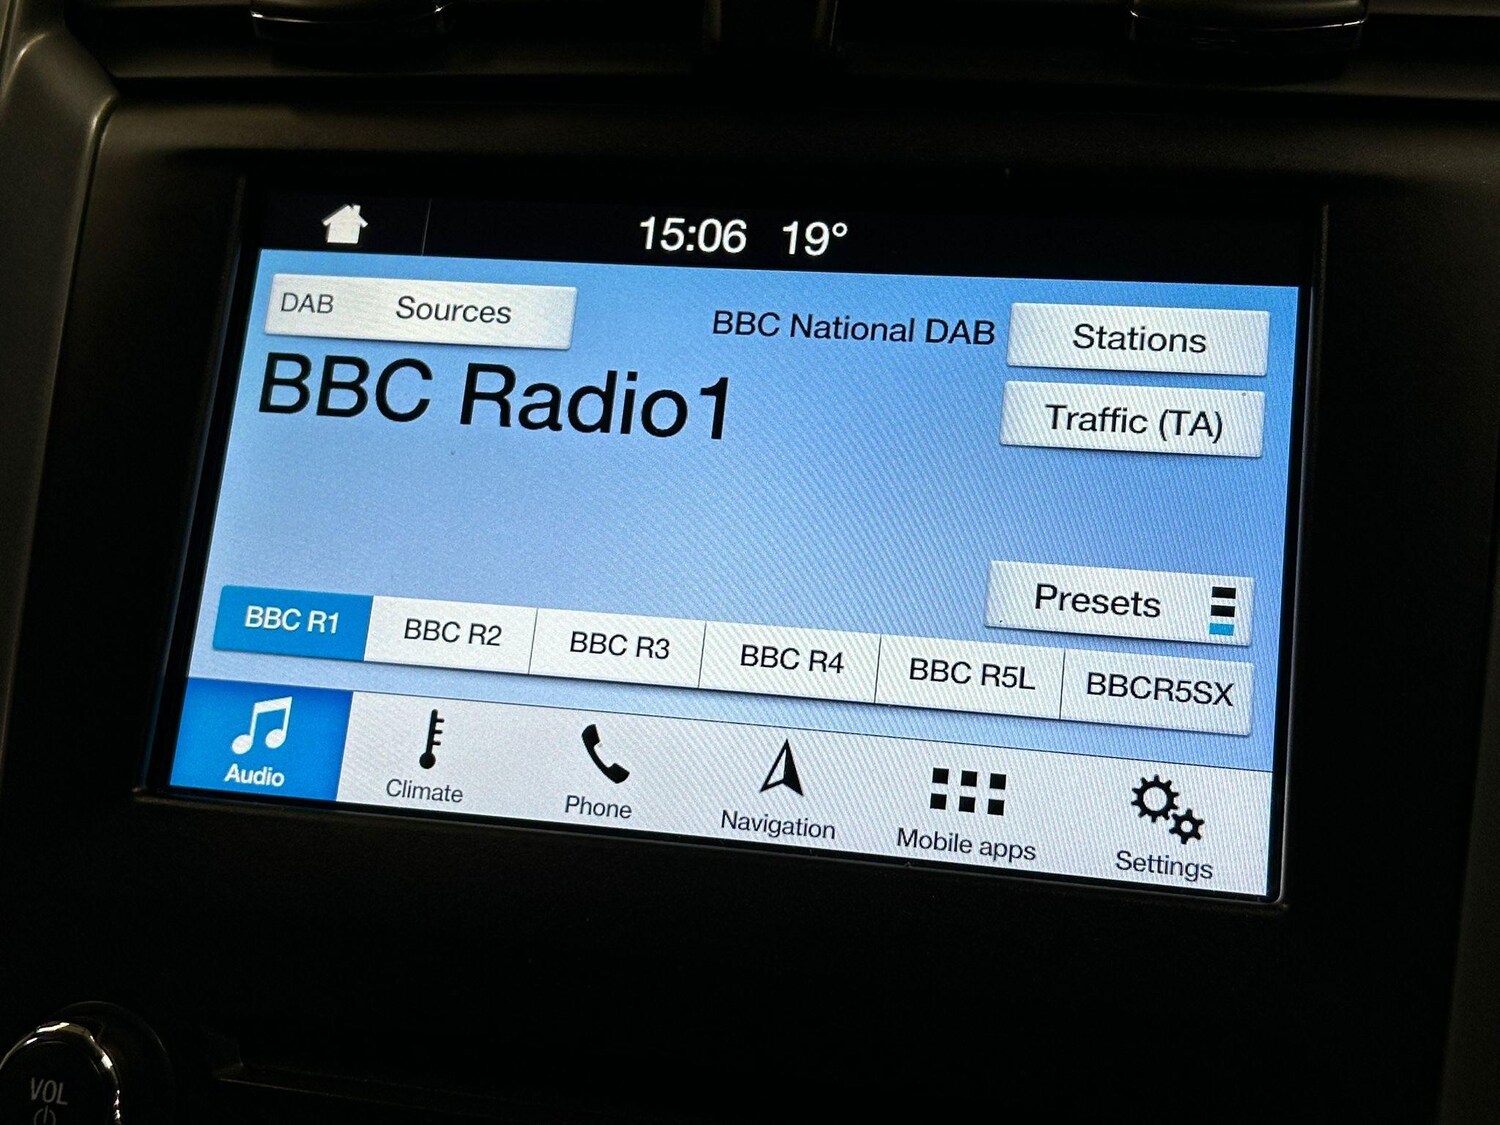 15:06 19°
DAB Sources
BBC National DAB
Stations
BBC Radio1
Traffic (TA)
Presets
BBC R1 BBC R2 BBC R3 BBC R4 BBC R5L BBCR5SX
Audio Climate Phone Navigation Mobile apps Settings
VOL